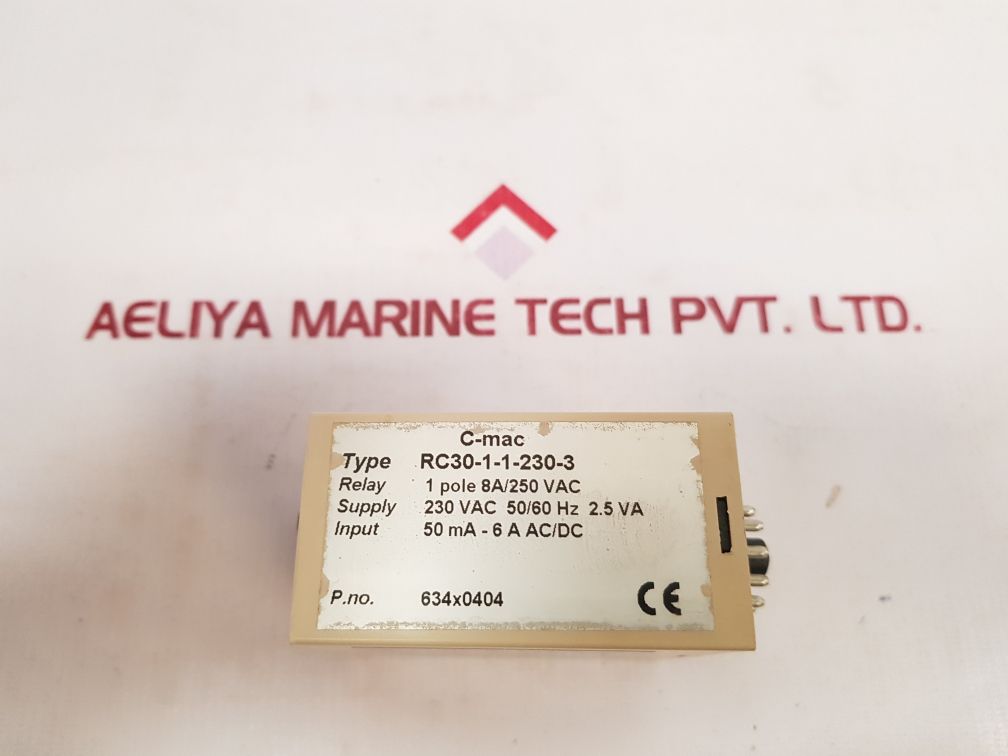 AELIYA MARINE TECH PVT. LTD.
C-mac
Type RC30-1-1-230-3
Relay 1 pole 8A/250 VAC
Supply 230 VAC 50/60 Hz 2.5 VA
Input 50 mA - 6 A AC/DC
P.no. 634x0404 CE